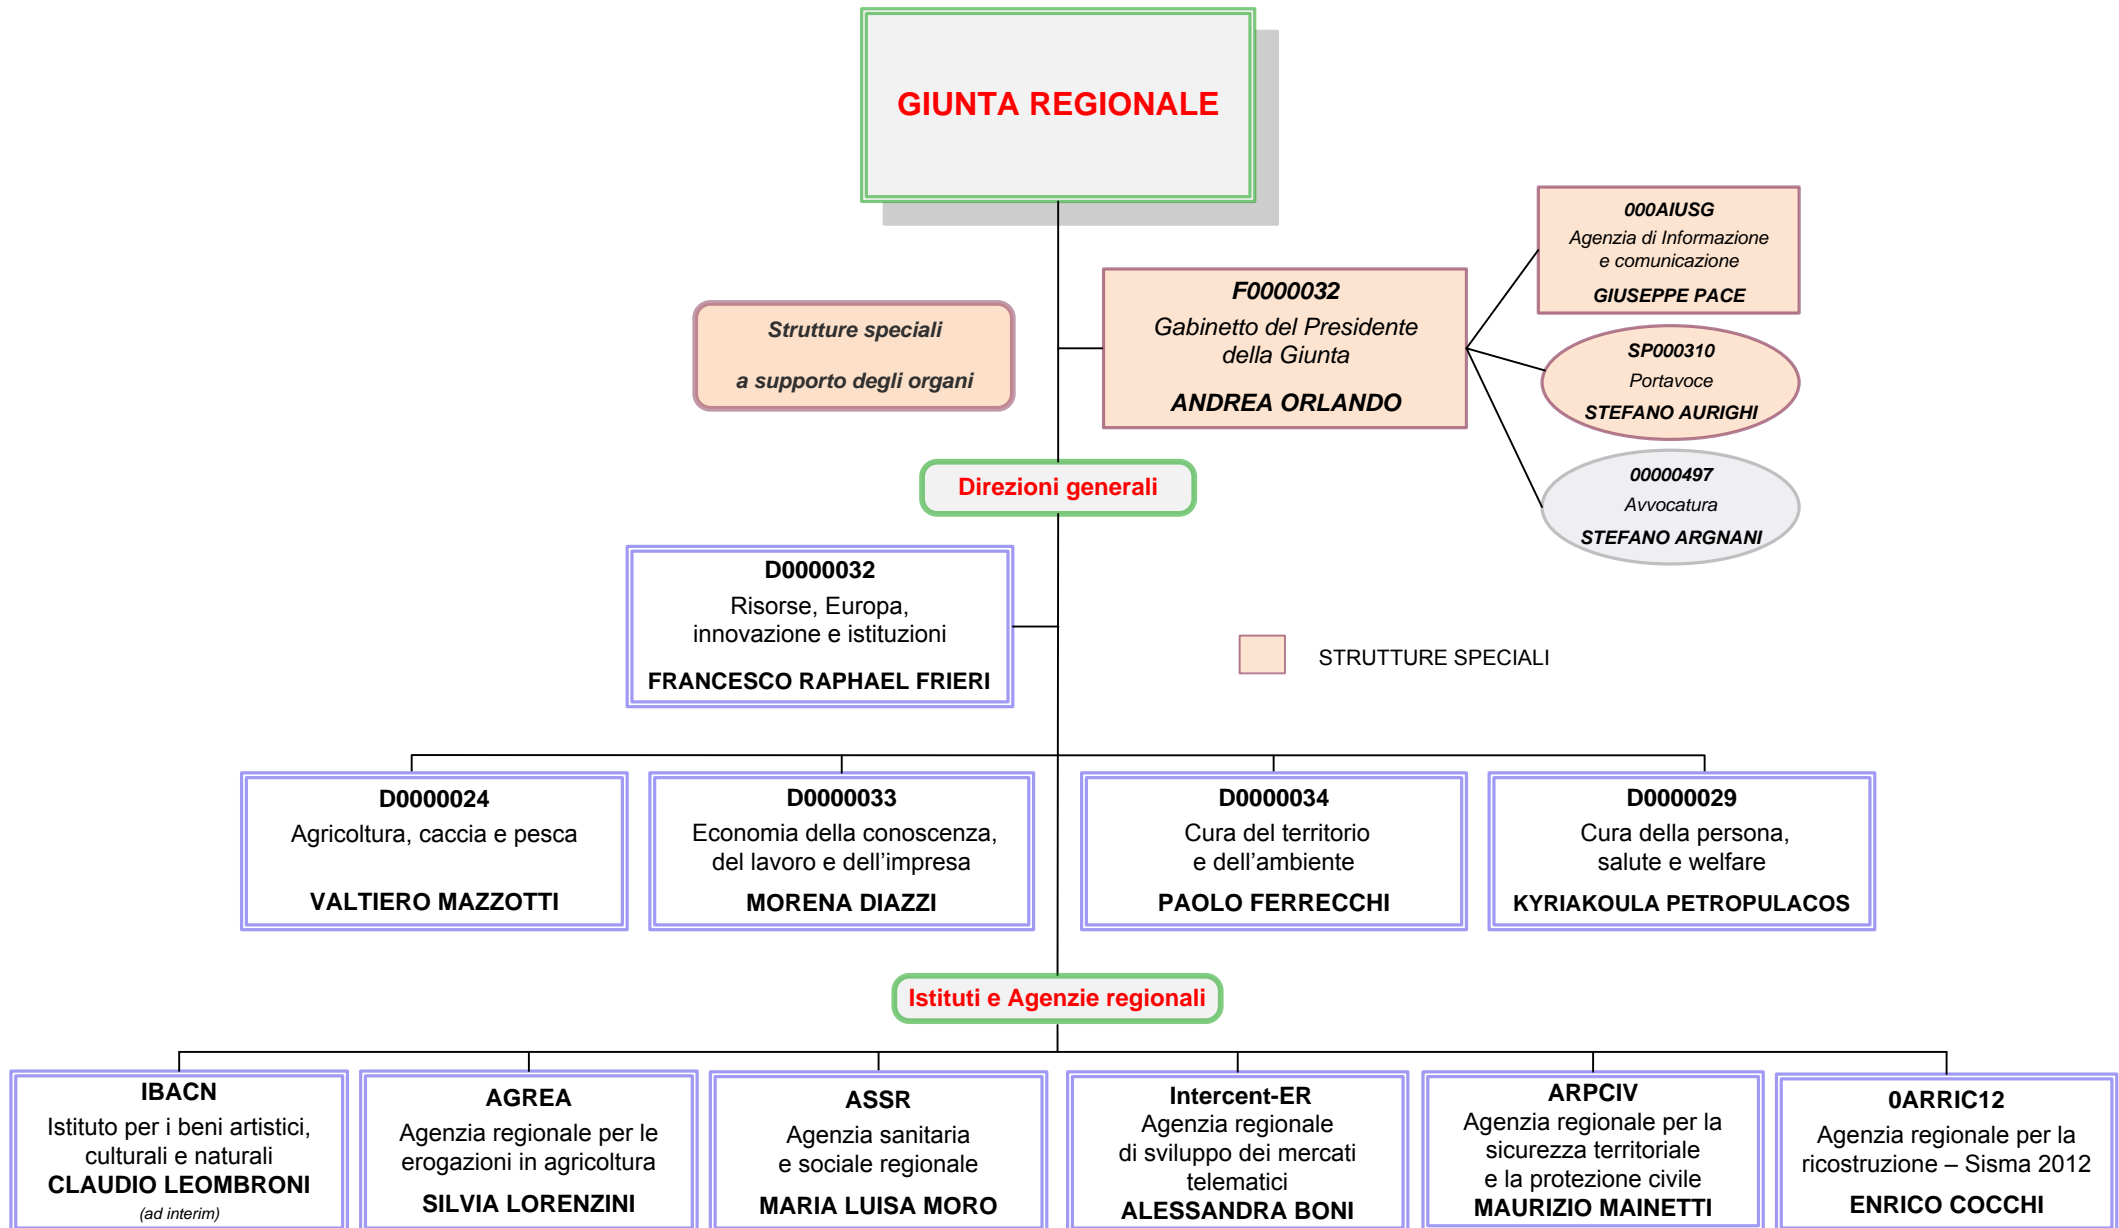 GIUNTA REGIONALE
000AIUSG
Agenzia di Informazione
e comunicazione
GIUSEPPE PACE
F0000032
Gabinetto del Presidente
della Giunta
ANDREA ORLANDO
Strutture speciali
a supporto degli organi
SP000310
Portavoce
STEFANO AURIGHI
Direzioni generali
00000497
Avvocatura
STEFANO ARGNANI
D0000032
Risorse, Europa,
innovazione e istituzioni
FRANCESCO RAPHAEL FRIERI
STRUTTURE SPECIALI
D0000024
Agricoltura, caccia e pesca
VALTIERO MAZZOTTI
D0000033
Economia della conoscenza,
del lavoro e dell’impresa
MORENA DIAZZI
D0000034
Cura del territorio
e dell’ambiente
PAOLO FERRECCHI
D0000029
Cura della persona,
salute e welfare
KYRIAKOULA PETROPULACOS
Istituti e Agenzie regionali
IBACN
Istituto per i beni artistici,
culturali e naturali
CLAUDIO LEOMBRONI
(ad interim)
AGREA
Agenzia regionale per le
erogazioni in agricoltura
SILVIA LORENZINI
ASSR
Agenzia sanitaria
e sociale regionale
MARIA LUISA MORO
Intercent-ER
Agenzia regionale
di sviluppo dei mercati
telematici
ALESSANDRA BONI
ARPCIV
Agenzia regionale per la
sicurezza territoriale
e la protezione civile
MAURIZIO MAINETTI
0ARRIC12
Agenzia regionale per la
ricostruzione – Sisma 2012
ENRICO COCCHI